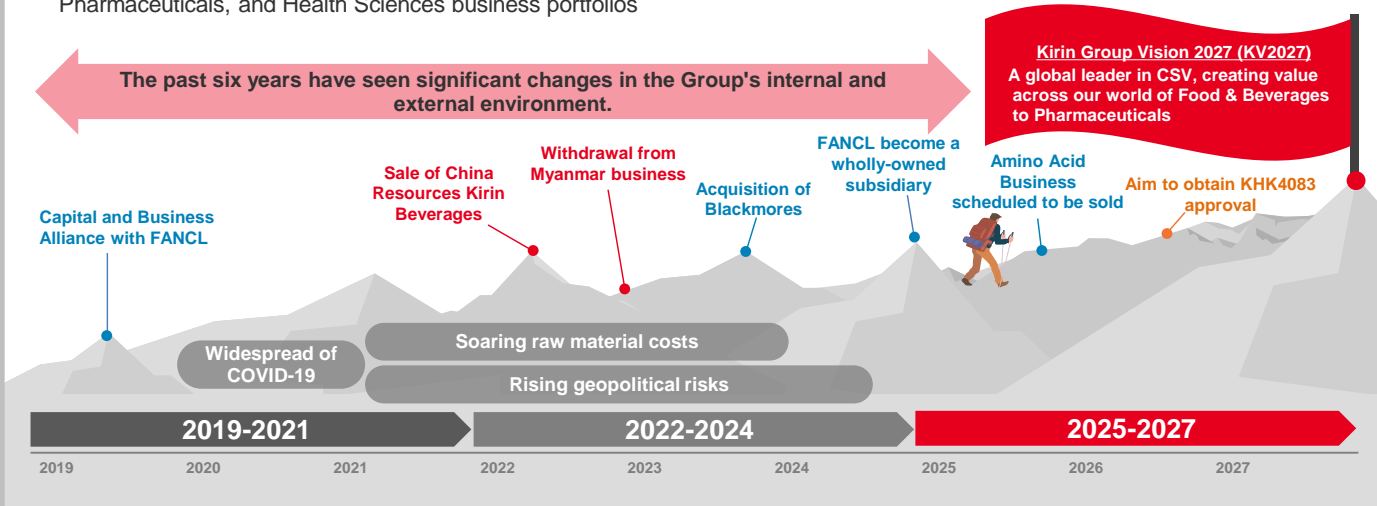 Pharmaceuticals, and Health Sciences business portfolios
The past six years have seen significant changes in the Group's internal and
external environment.
Kirin Group Vision 2027 (KV2027)
A global leader in CSV, creating value
across our world of Food & Beverages
to Pharmaceuticals
Capital and Business
Alliance with FANCL
Sale of China
Resources Kirin
Beverages
Withdrawal from
Myanmar business
Acquisition of
Blackmores
FANCL become a
wholly-owned
subsidiary
Amino Acid
Business
scheduled to be sold
Aim to obtain KHK4083
approval
Widespread of
COVID-19
Soaring raw material costs
Rising geopolitical risks
2019-2021
2022-2024
2025-2027
2019
2020
2021
2022
2023
2024
2025
2026
2027